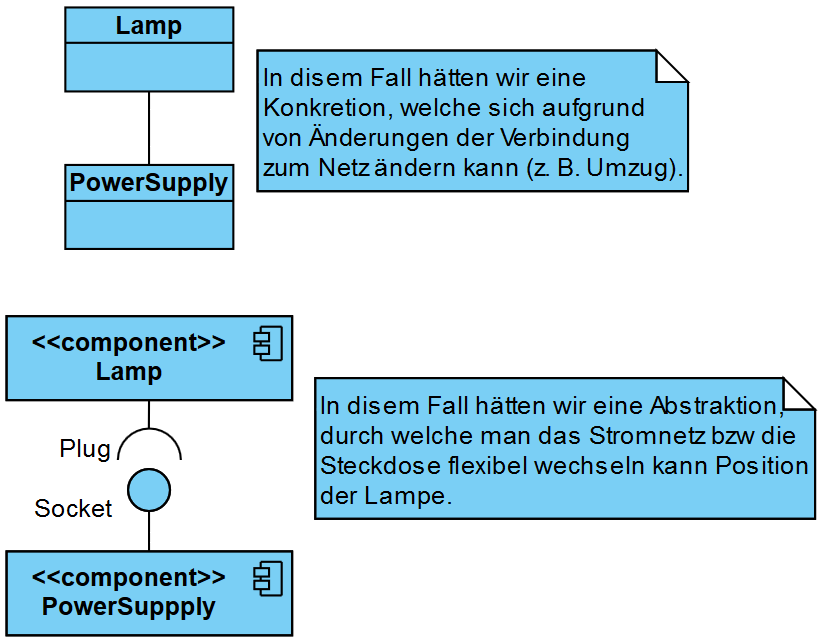 Lamp
PowerSupply
In disem Fall hätten wir eine
Konkretion, welche sich aufgrund
von Änderungen der Verbindung
zum Netz ändern kann (z. B. Umzug).
<<component>>
Lamp
Plug
Socket
<<component>>
PowerSuppply
In disem Fall hätten wir eine Abstraktion,
durch welche man das Stromnetz bzw die
Steckdose flexibel wechseln kann Position
der Lampe.